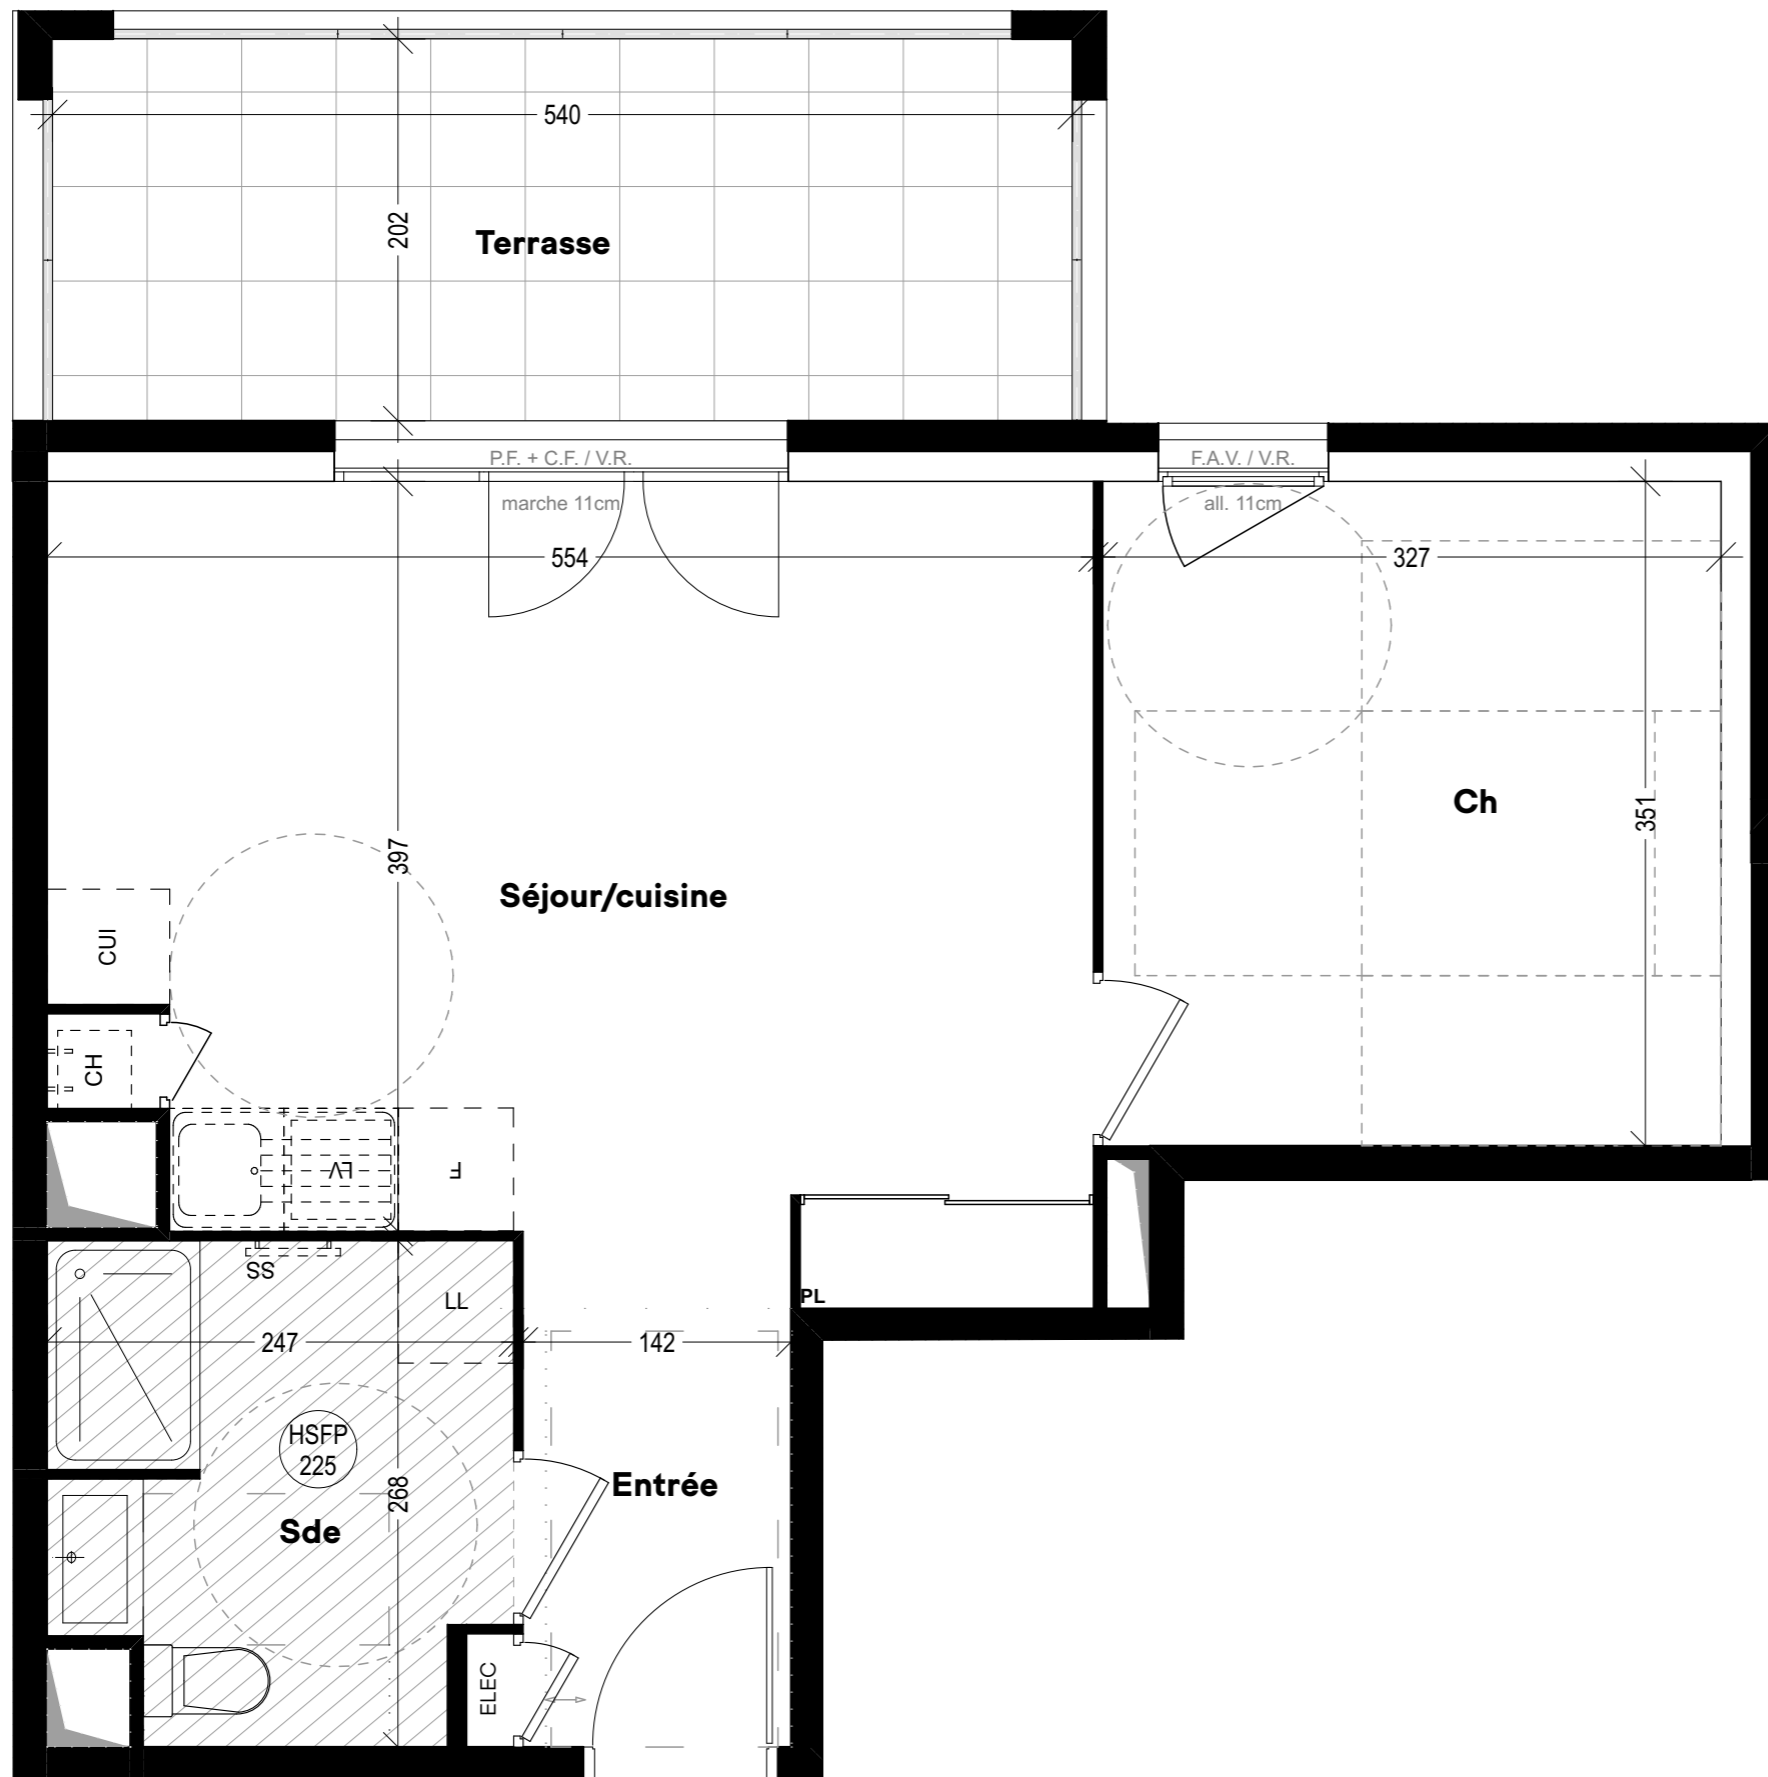 540
202
Terrasse
P.F. + C.F. / V.R.
F.A.V. / V.R.
marche 11cm
all. 11cm
554
327
Ch
351
397
Séjour/cuisine
CUI
CH
LV
F
PL
SS
LL
247
142
HSFP
225
268
Entrée
Sde
ELEC